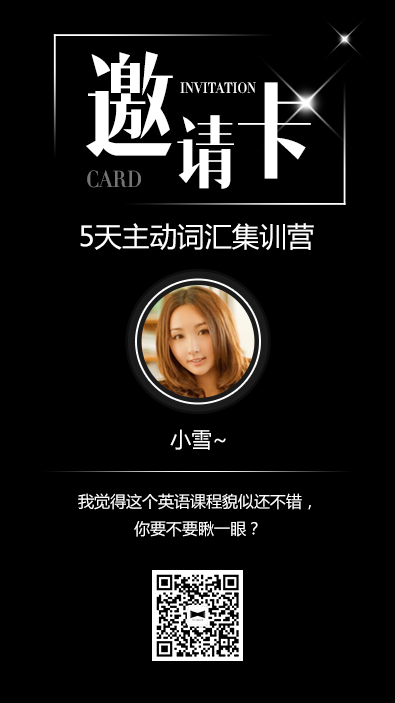 邀请卡
INVITATION
CARD
5天主动词汇集训营
小雪~
我觉得这个英语课程貌似还不错，
你要不要瞅一眼？